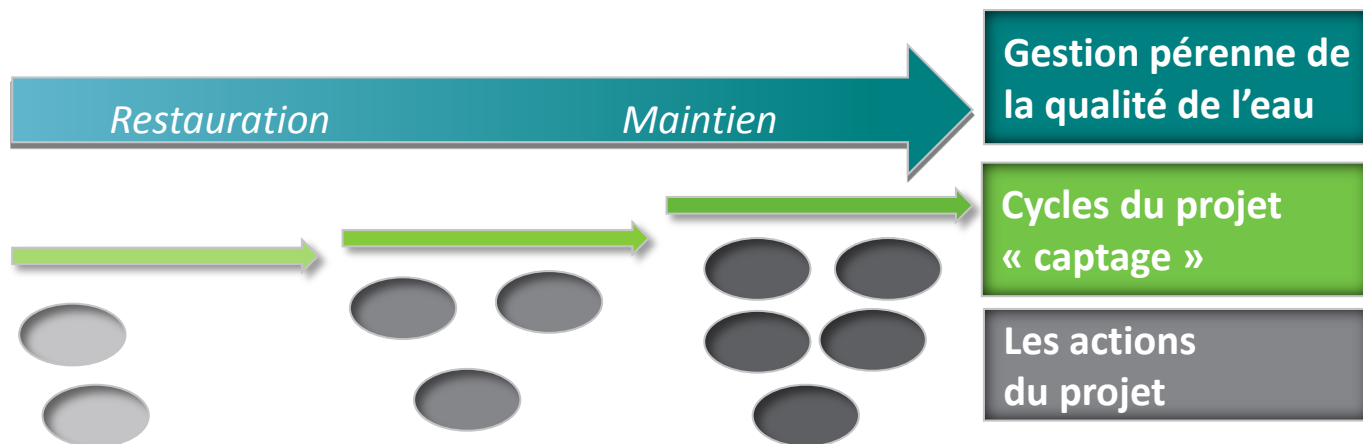 Restauration
Maintien
Gestion pérenne de
la qualité de l’eau
Cycles du projet
« captage »
Les actions
du projet